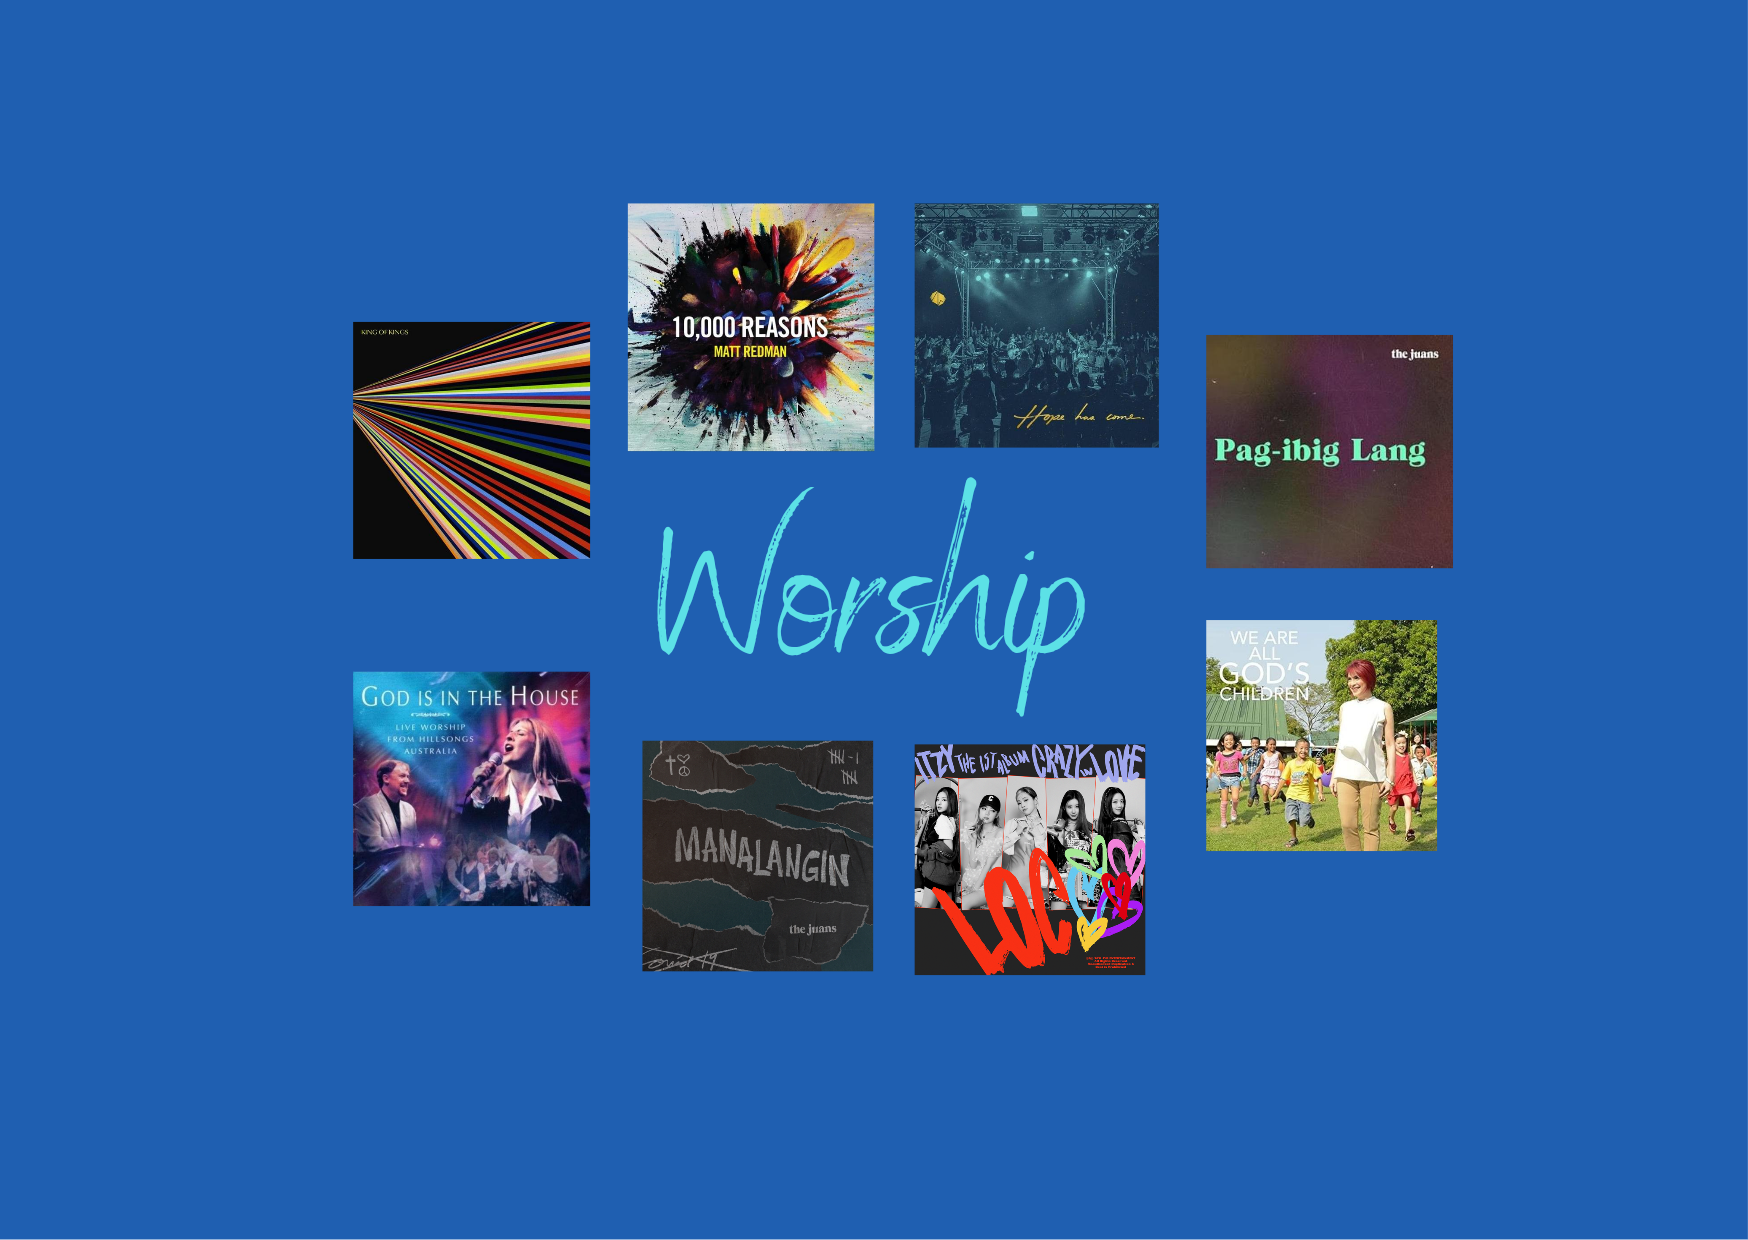 10,000 REASONS
MATT REDMAN
Hope has come.
KING OF KINGS
the juans
Pag-ibig Lang
Worship
WE ARE
ALL
GOD'S
CHILDREN
GOD IS IN THE HOUSE
LIVE WORSHIP
FROM HILLSONGS
AUSTRALIA
MANALANGIN
the juans
Covid 19
ITZY THE 1ST ALBUM CRAZY IN LOVE
LOCO